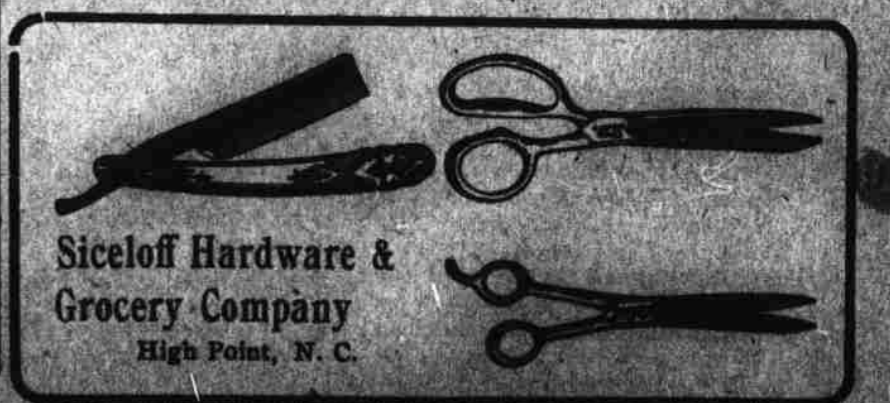 Siceloff Hardware &
Grocery Company
High Point, N. C.